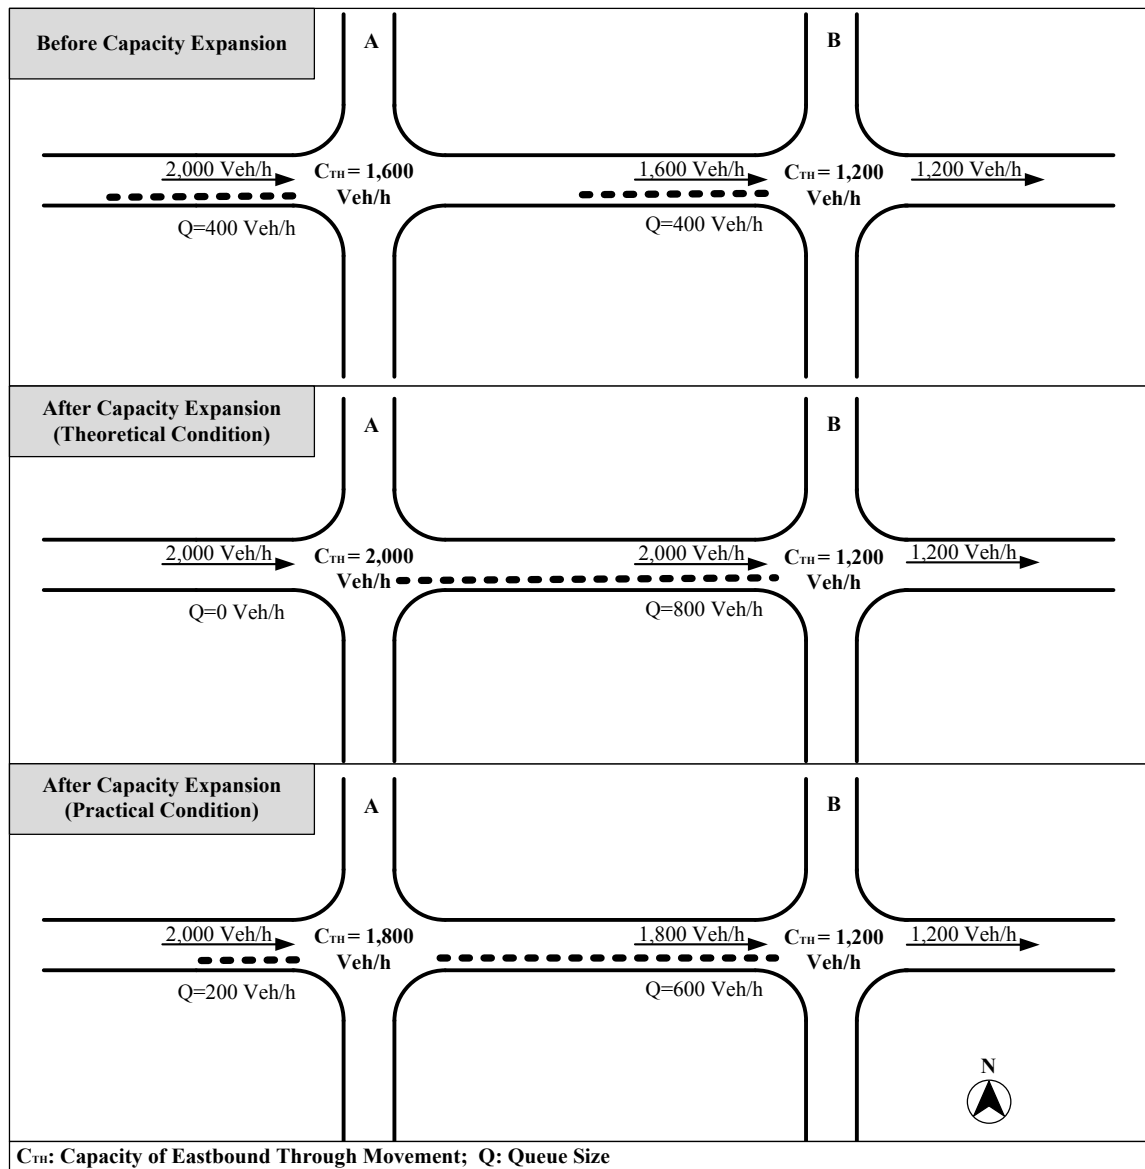 Before Capacity Expansion
A
B
2,000 Veh/h
CTH = 1,600
Veh/h
1,600 Veh/h
CTH = 1,200
Veh/h
1,200 Veh/h
Q=400 Veh/h
Q=400 Veh/h
After Capacity Expansion
(Theoretical Condition)
A
B
2,000 Veh/h
CTH = 2,000
Veh/h
2,000 Veh/h
CTH = 1,200
Veh/h
1,200 Veh/h
Q=0 Veh/h
Q=800 Veh/h
After Capacity Expansion
(Practical Condition)
A
B
2,000 Veh/h
CTH = 1,800
Veh/h
1,800 Veh/h
CTH = 1,200
Veh/h
1,200 Veh/h
Q=200 Veh/h
Q=600 Veh/h
N
CTH: Capacity of Eastbound Through Movement; Q: Queue Size